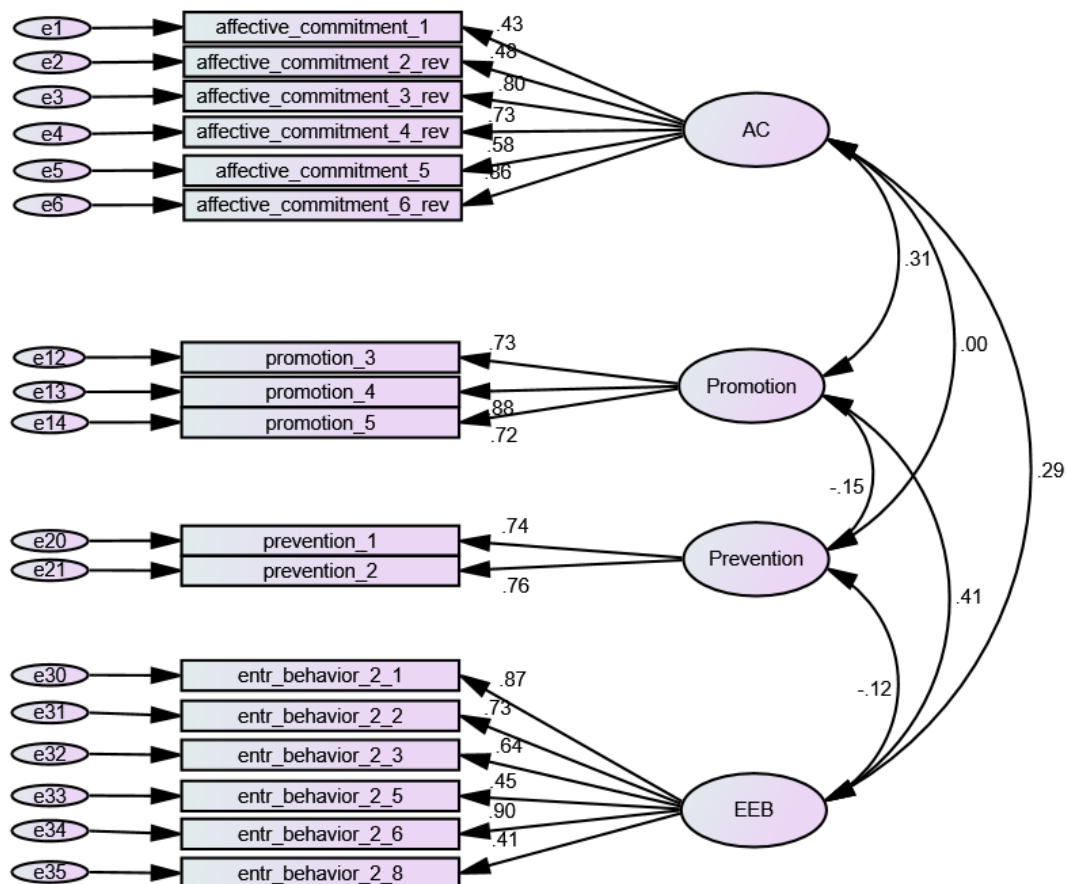 e1 affective_commitment_1 .43
e2 affective_commitment_2_rev .48
e3 affective_commitment_3_rev .80
e4 affective_commitment_4_rev .73
e5 affective_commitment_5 .58
e6 affective_commitment_6_rev .86
AC
.31
.00
e12 promotion_3 .73
e13 promotion_4 .88
e14 promotion_5 .72
Promotion
.29
-.15
e20 prevention_1 .74
e21 prevention_2 .76
Prevention
.41
-.12
e30 entr_behavior_2_1 .87
e31 entr_behavior_2_2 .73
e32 entr_behavior_2_3 .64
e33 entr_behavior_2_5 .45
e34 entr_behavior_2_6 .90
e35 entr_behavior_2_8 .41
EEB